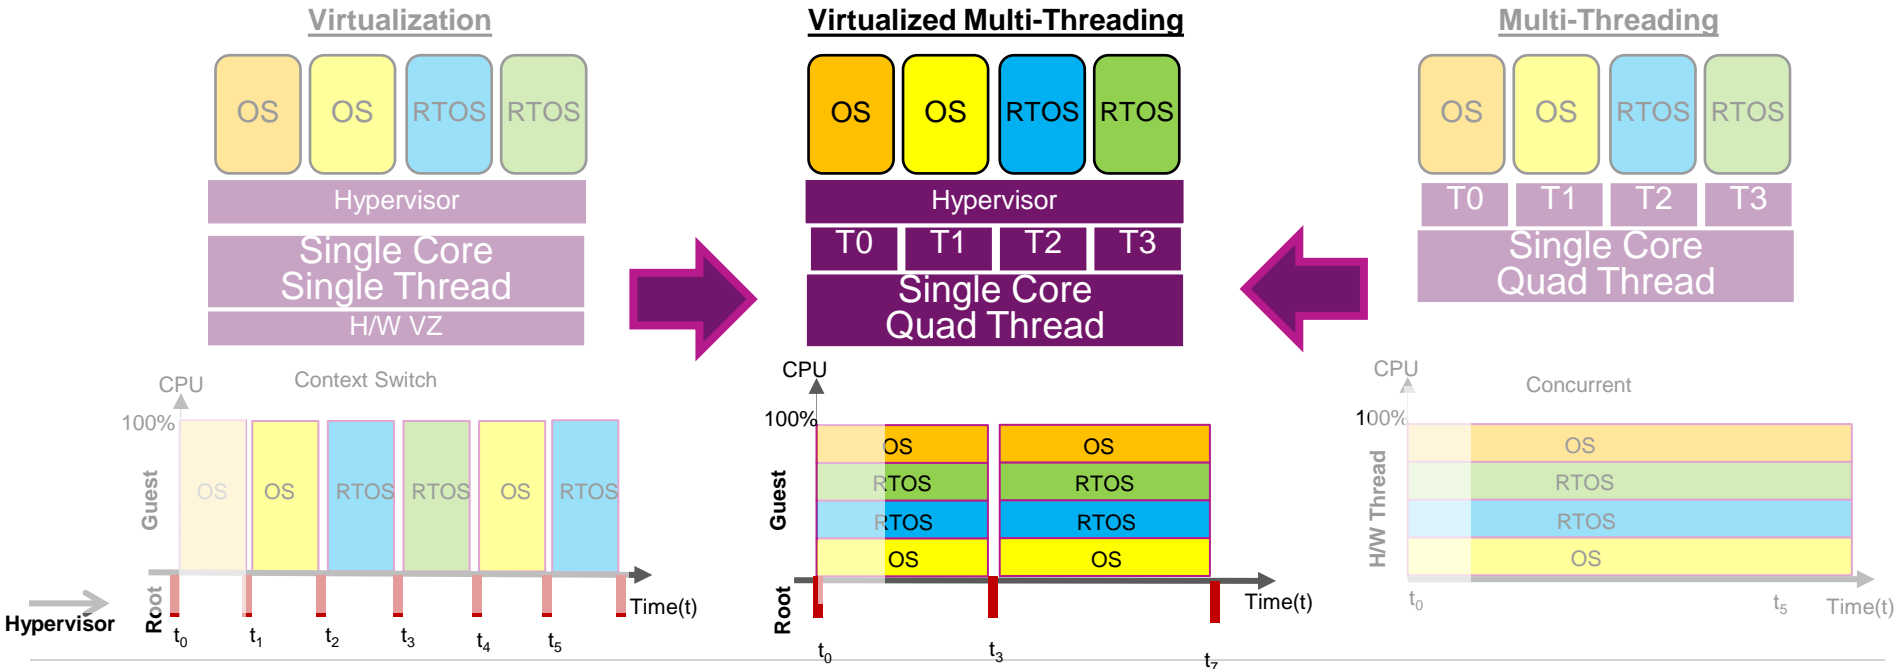 Virtualization
OS OS RTOS RTOS
Hypervisor
Single Core
Single Thread
H/W VZ
Virtualized Multi-Threading
OS OS RTOS RTOS
Hypervisor
T0 T1 T2 T3
Single Core
Quad Thread
Multi-Threading
OS OS RTOS RTOS
T0 T1 T2 T3
Single Core
Quad Thread
Context Switch
CPU
100%
Guest
OS OS RTOS RTOS OS RTOS
Root
Hypervisor
Time(t)
t0 t1 t2 t3 t4 t5
CPU
100%
Guest
OS OS
RTOS RTOS
RTOS RTOS
OS OS
Root
Time(t)
t0 t3 t7
Concurrent
CPU
100%
H/W Thread
OS
RTOS
RTOS
OS
t0 t5 Time(t)